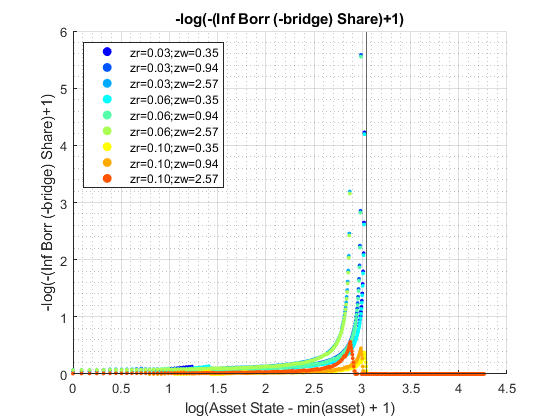 -log(-(Inf Borr (-bridge) Share)+1)
6
5
4
3
2
1
0
-log(-(Inf Borr (-bridge) Share)+1)
zr=0.03;zw=0.35
zr=0.03;zw=0.94
zr=0.03;zw=2.57
zr=0.06;zw=0.35
zr=0.06;zw=0.94
zr=0.06;zw=2.57
zr=0.10;zw=0.35
zr=0.10;zw=0.94
zr=0.10;zw=2.57
0 0.5 1 1.5 2 2.5 3 3.5 4 4.5
log(Asset State - min(asset) + 1)